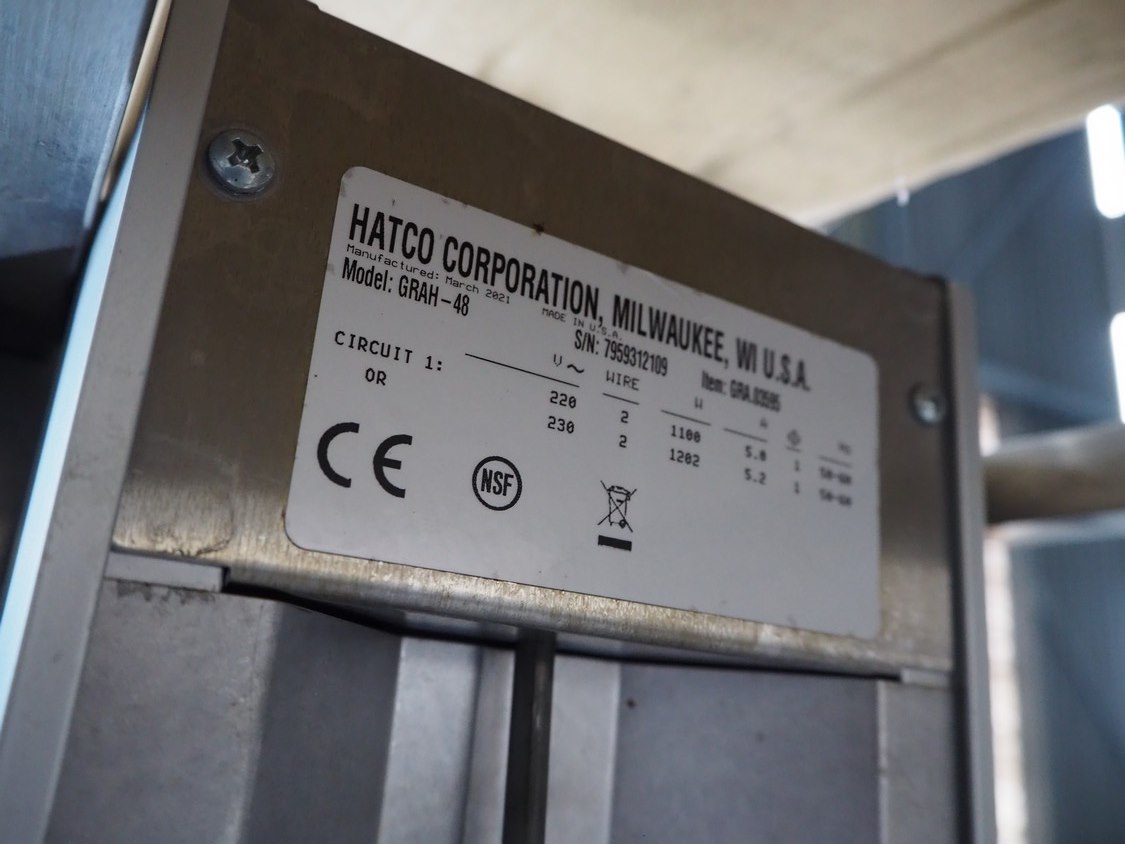 HATCO CORPORATION, MILWAUKEE, WI U.S.A.
Manufactured: March 2021 MADE IN U.S.A.
Model: GRAH-48 S/N: 7959312109 Item: GRA.03595
V~ WIRE W A HZ
CIRCUIT 1: 220 2 1100 5.0 1 50-60
OR 230 2 1202 5.2 1 50-60
CE NSF